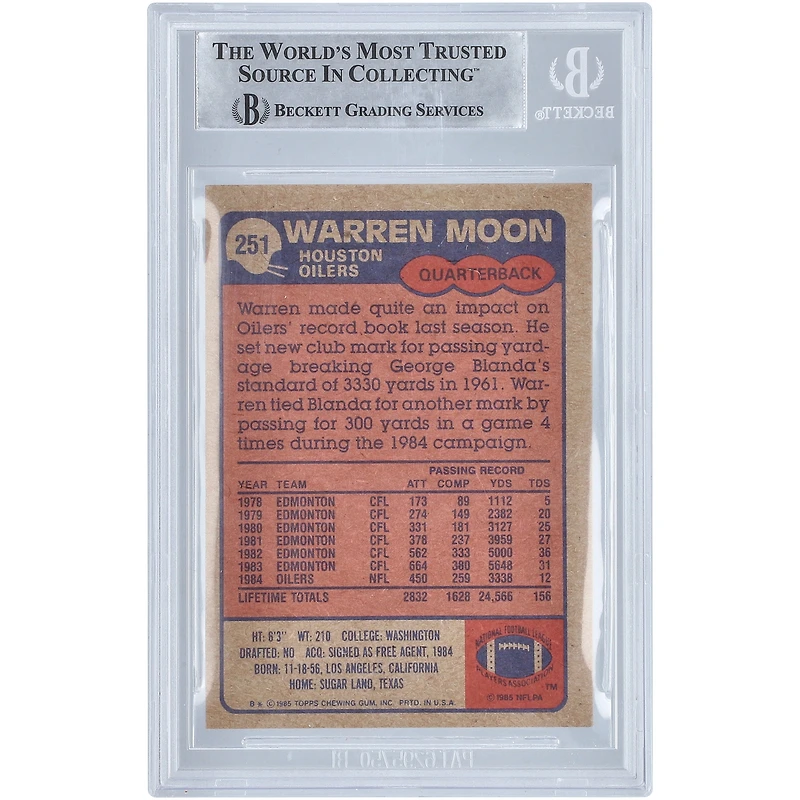 THE WORLD'S MOST TRUSTED
SOURCE IN COLLECTING™
B BECKETT GRADING SERVICES
B
BECKETT®
251
WARREN MOON
HOUSTON
OILERS
QUARTERBACK
Warren made quite an impact on
Oilers' record book last season. He
set new club mark for passing yard-
age breaking George Blanda's
standard of 3330 yards in 1961. War-
ren tied Blanda for another mark by
passing for 300 yards in a game 4
times during the 1984 campaign.
PASSING RECORD
YEAR TEAM ATT COMP YDS TDS
1978 EDMONTON CFL 173 89 1112 5
1979 EDMONTON CFL 274 149 2382 20
1980 EDMONTON CFL 331 181 3127 25
1981 EDMONTON CFL 378 237 3959 27
1982 EDMONTON CFL 562 333 5000 36
1983 EDMONTON CFL 664 380 5648 31
1984 OILERS NFL 450 259 3338 12
LIFETIME TOTALS 2832 1628 24,566 156
HT: 6'3" WT: 210 COLLEGE: WASHINGTON
DRAFTED: NO ACQ: SIGNED AS FREE AGENT, 1984
BORN: 11-18-56, LOS ANGELES, CALIFORNIA
HOME: SUGAR LAND, TEXAS
NATIONAL FOOTBALL LEAGUE
PLAYERS ASSOCIATION
™
© 1985 NFLPA
© 1985 TOPPS CHEWING GUM, INC. PRTD. IN U.S.A.